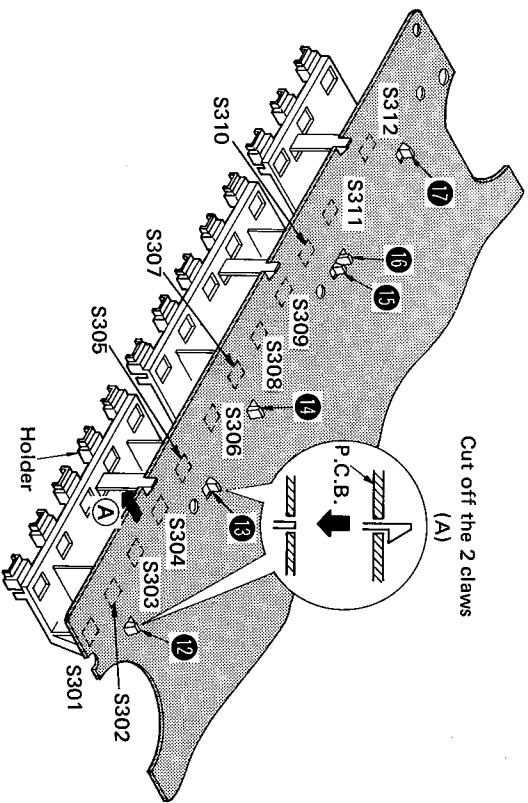 Cut off the 2 claws
(A)
P.C.B.
S312
S311
S310
S309
S308
S307
S306
S305
S304
S303
S302
S301
17
16
15
14
13
12
A
Holder